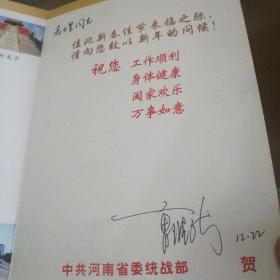 同志:
值此新春佳节来临之际,
谨向您致以新年的问候!
祝您 工作顺利
身体健康
阖家欢乐
万事如意
12.22
中共河南省委统战部 贺